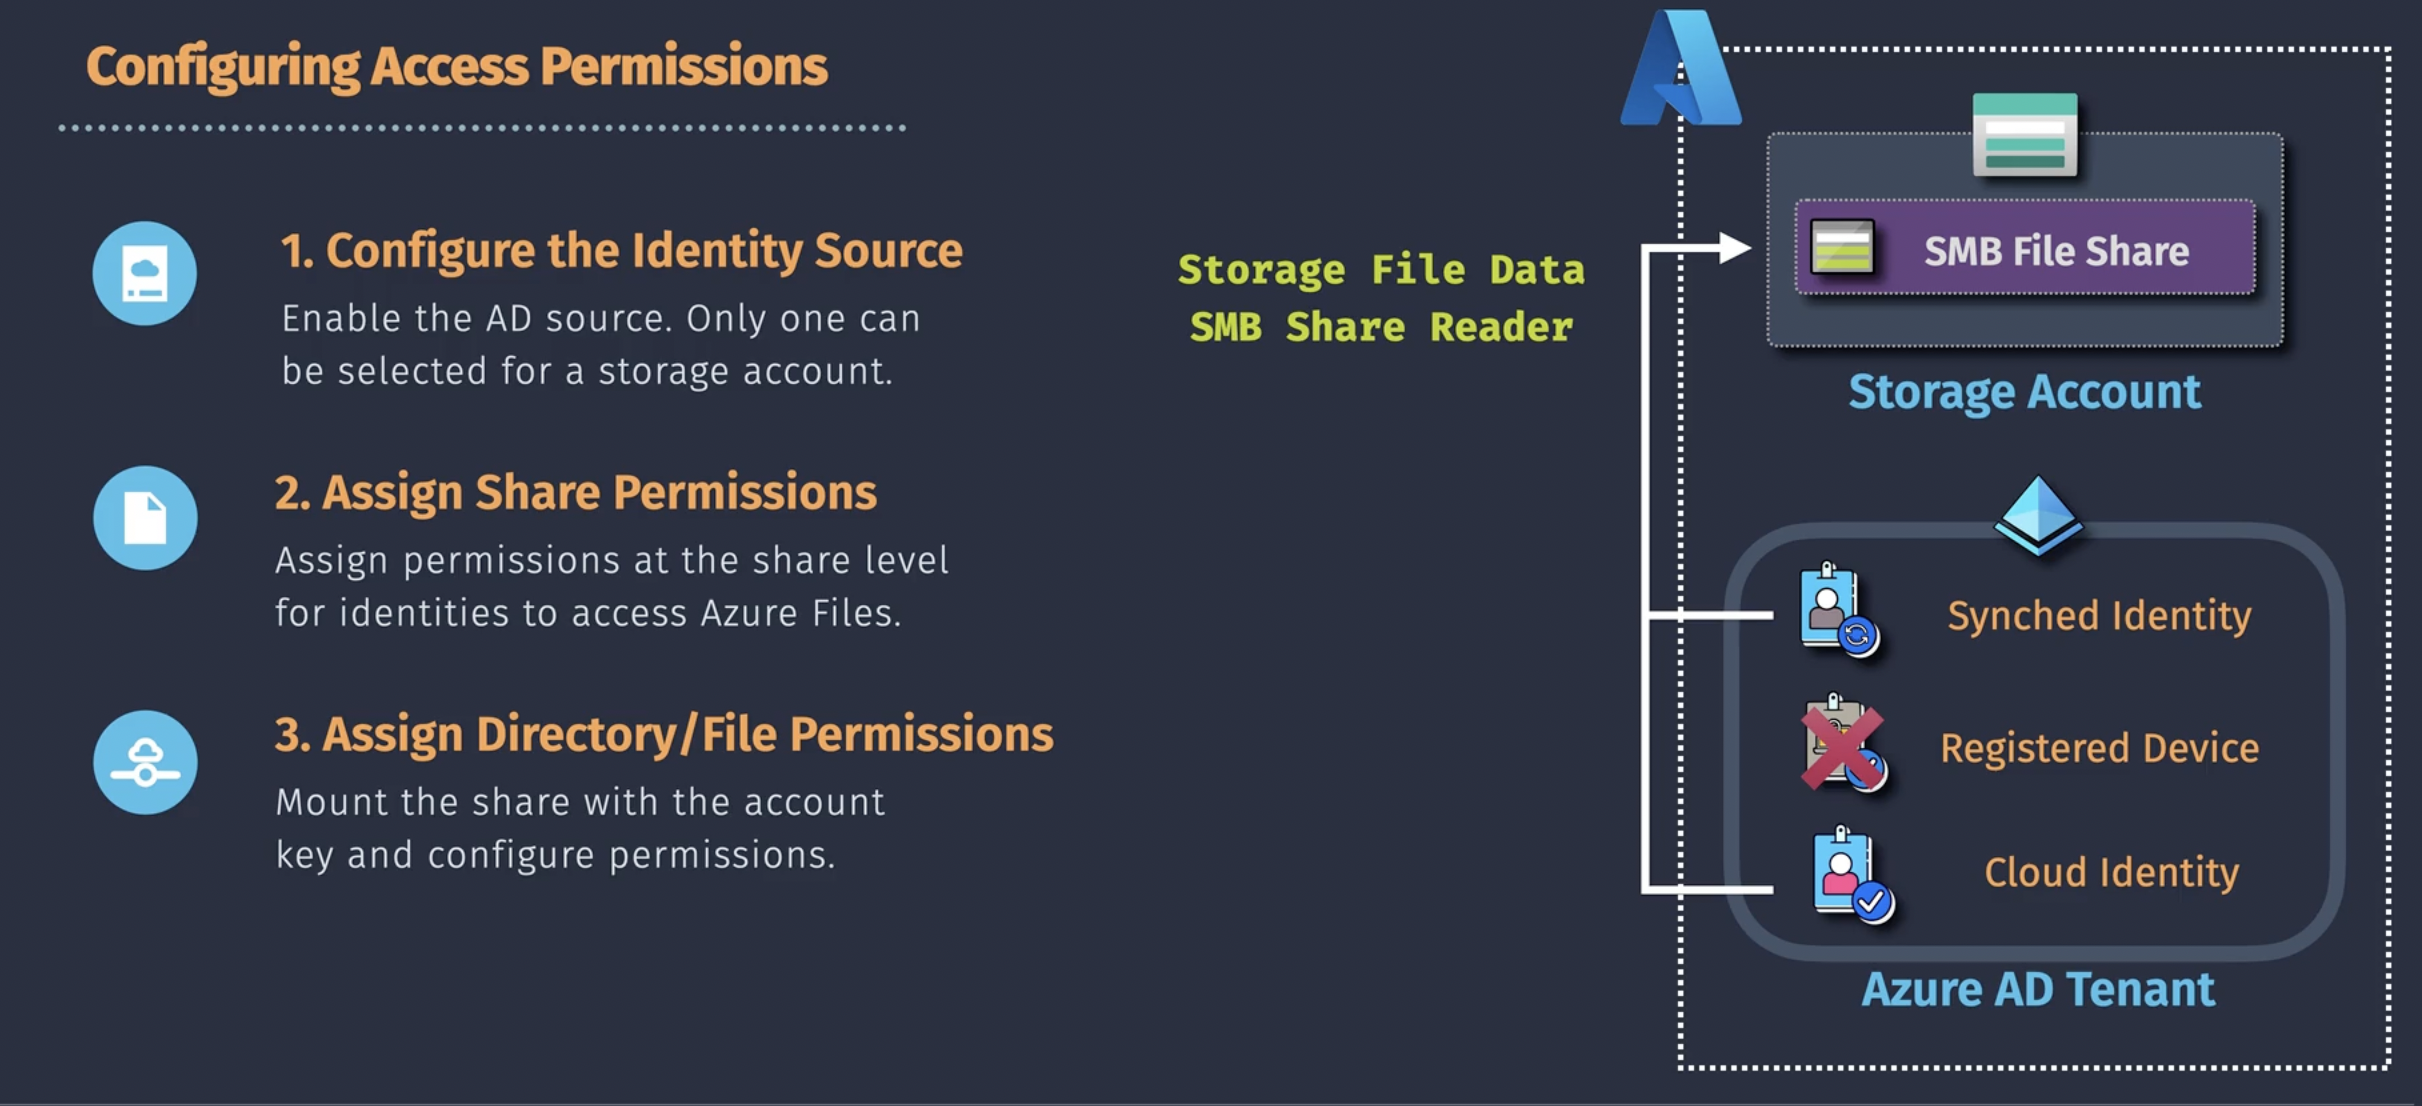 Configuring Access Permissions
1. Configure the Identity Source
Enable the AD source. Only one can
be selected for a storage account.
2. Assign Share Permissions
Assign permissions at the share level
for identities to access Azure Files.
3. Assign Directory/File Permissions
Mount the share with the account
key and configure permissions.
Storage File Data
SMB Share Reader
SMB File Share
Storage Account
Synched Identity
Registered Device
Cloud Identity
Azure AD Tenant